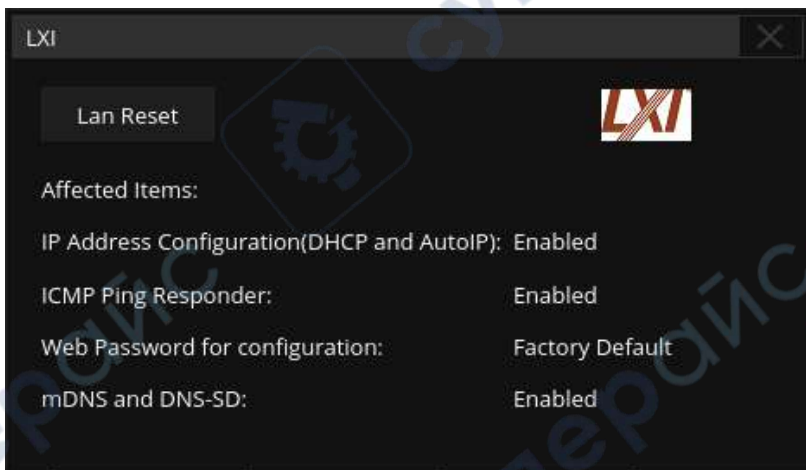 LXI
Lan Reset
LXI
Affected Items:
IP Address Configuration(DHCP and AutoIP): Enabled
ICMP Ping Responder: Enabled
Web Password for configuration: Factory Default
mDNS and DNS-SD: Enabled